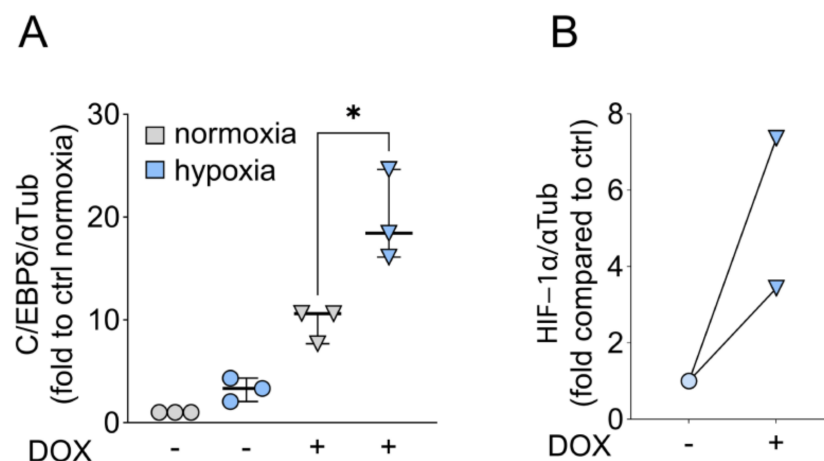 A
C/EBPδ/αTub
(fold to ctrl normoxia)
30
20
10
0
normoxia
hypoxia
*
DOX - - + +
B
HIF–1α/αTub
(fold compared to ctrl)
8
6
4
2
0
DOX - +